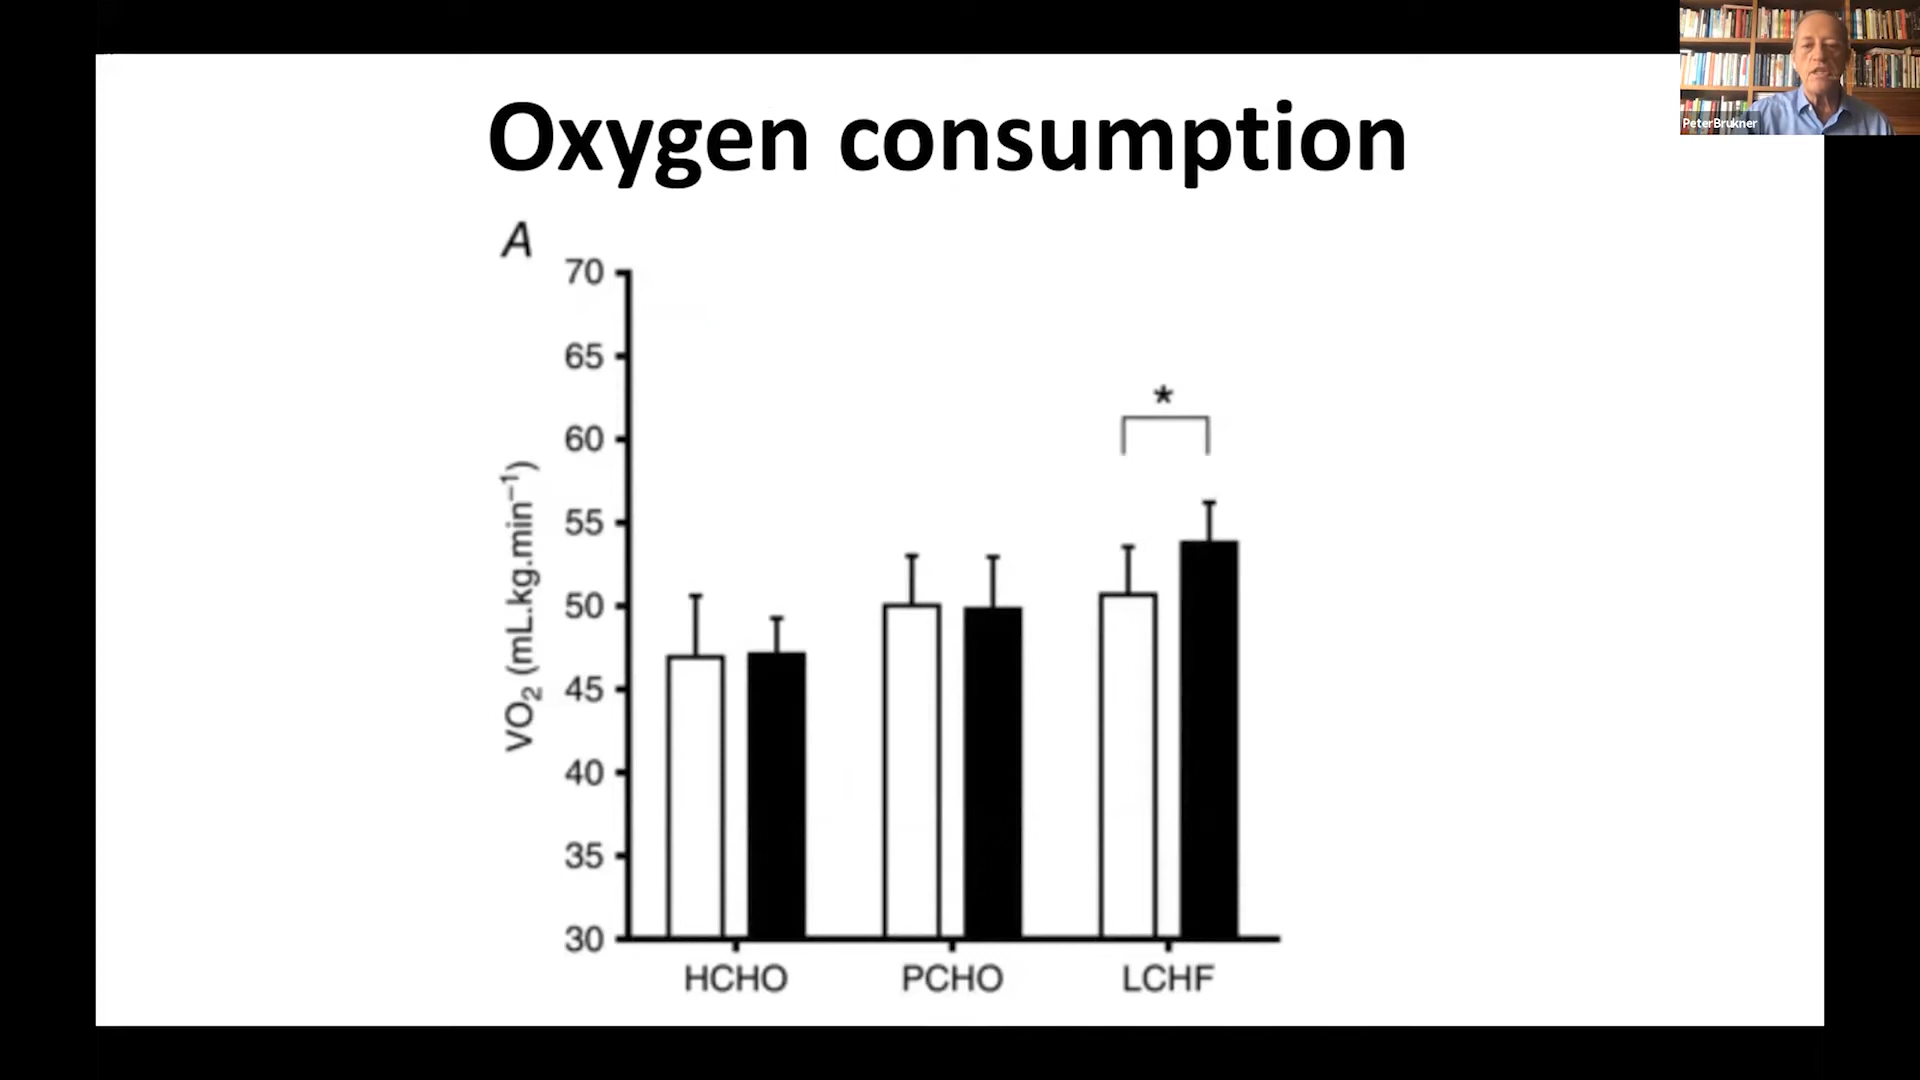 Oxygen consumption
PeterBrukner
A
70
65
60
55
50
45
40
35
30
VO₂ (mL.kg.min⁻¹)
*
HCHO PCHO LCHF